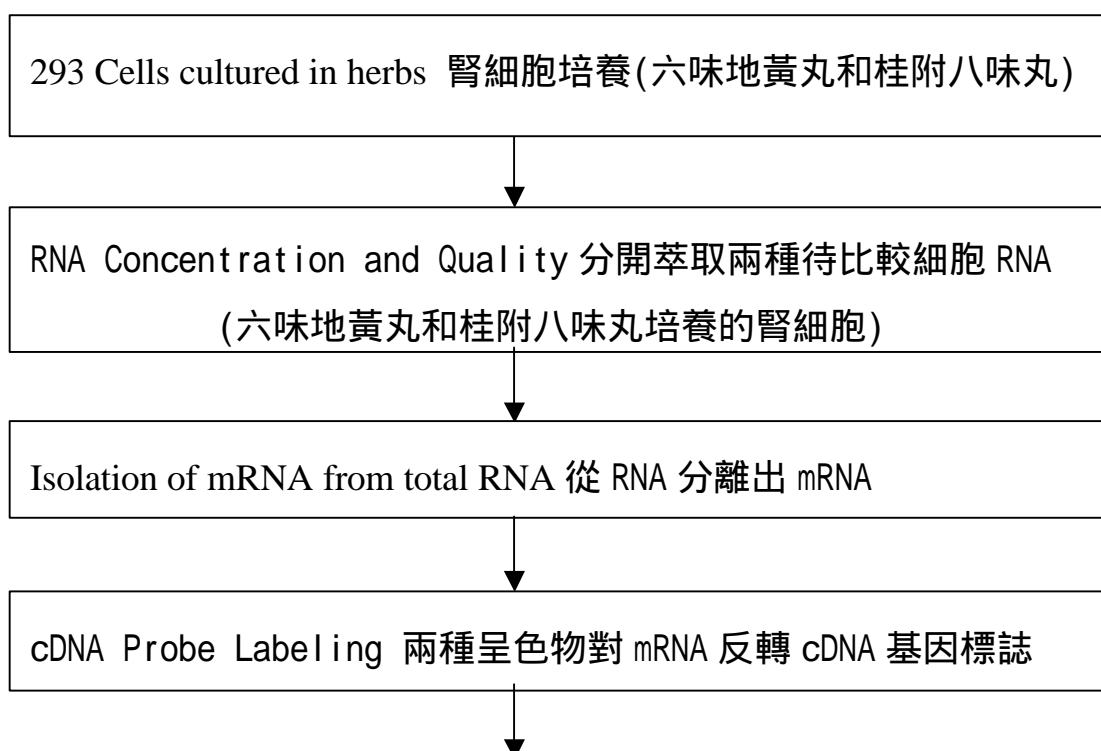 293 Cells cultured in herbs 腎細胞培養(六味地黃丸和桂附八味丸)
RNA Concentration and Quality 分開萃取兩種待比較細胞 RNA
(六味地黃丸和桂附八味丸培養的腎細胞)
Isolation of mRNA from total RNA 從 RNA 分離出 mRNA
cDNA Probe Labeling 兩種呈色物對 mRNA 反轉 cDNA 基因標誌